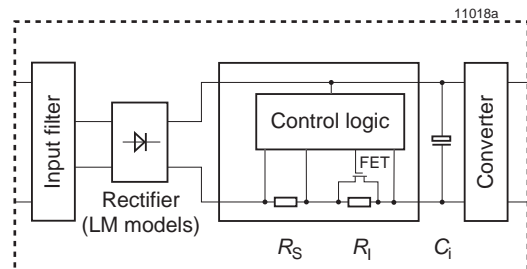 11018a
Input filter
Rectifier
(LM models)
Control logic
FET
Converter
RS
RI
Ci